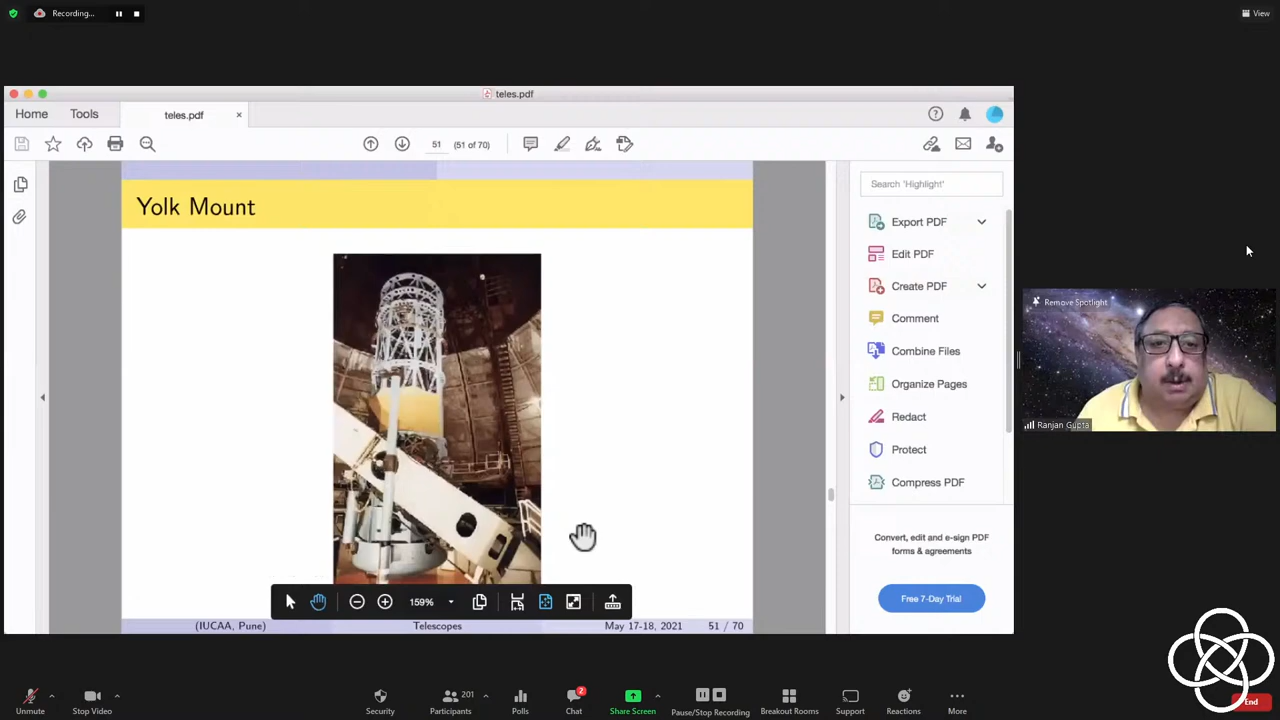 Recording...
View
teles.pdf
Home
Tools
teles.pdf
51
(51 of 70)
Yolk Mount
Search 'Highlight'
Export PDF
Edit PDF
Create PDF
Comment
Combine Files
Organize Pages
Redact
Protect
Compress PDF
Convert, edit and e-sign PDF
forms & agreements
Free 7-Day Trial
159%
(IUCAA, Pune)
Telescopes
May 17-18, 2021
51 / 70
Remove Spotlight
Ranjan Gupta
Unmute
Stop Video
Security
201
Participants
Polls
2
Chat
Share Screen
Pause/Stop Recording
Breakout Rooms
Support
Reactions
More
End